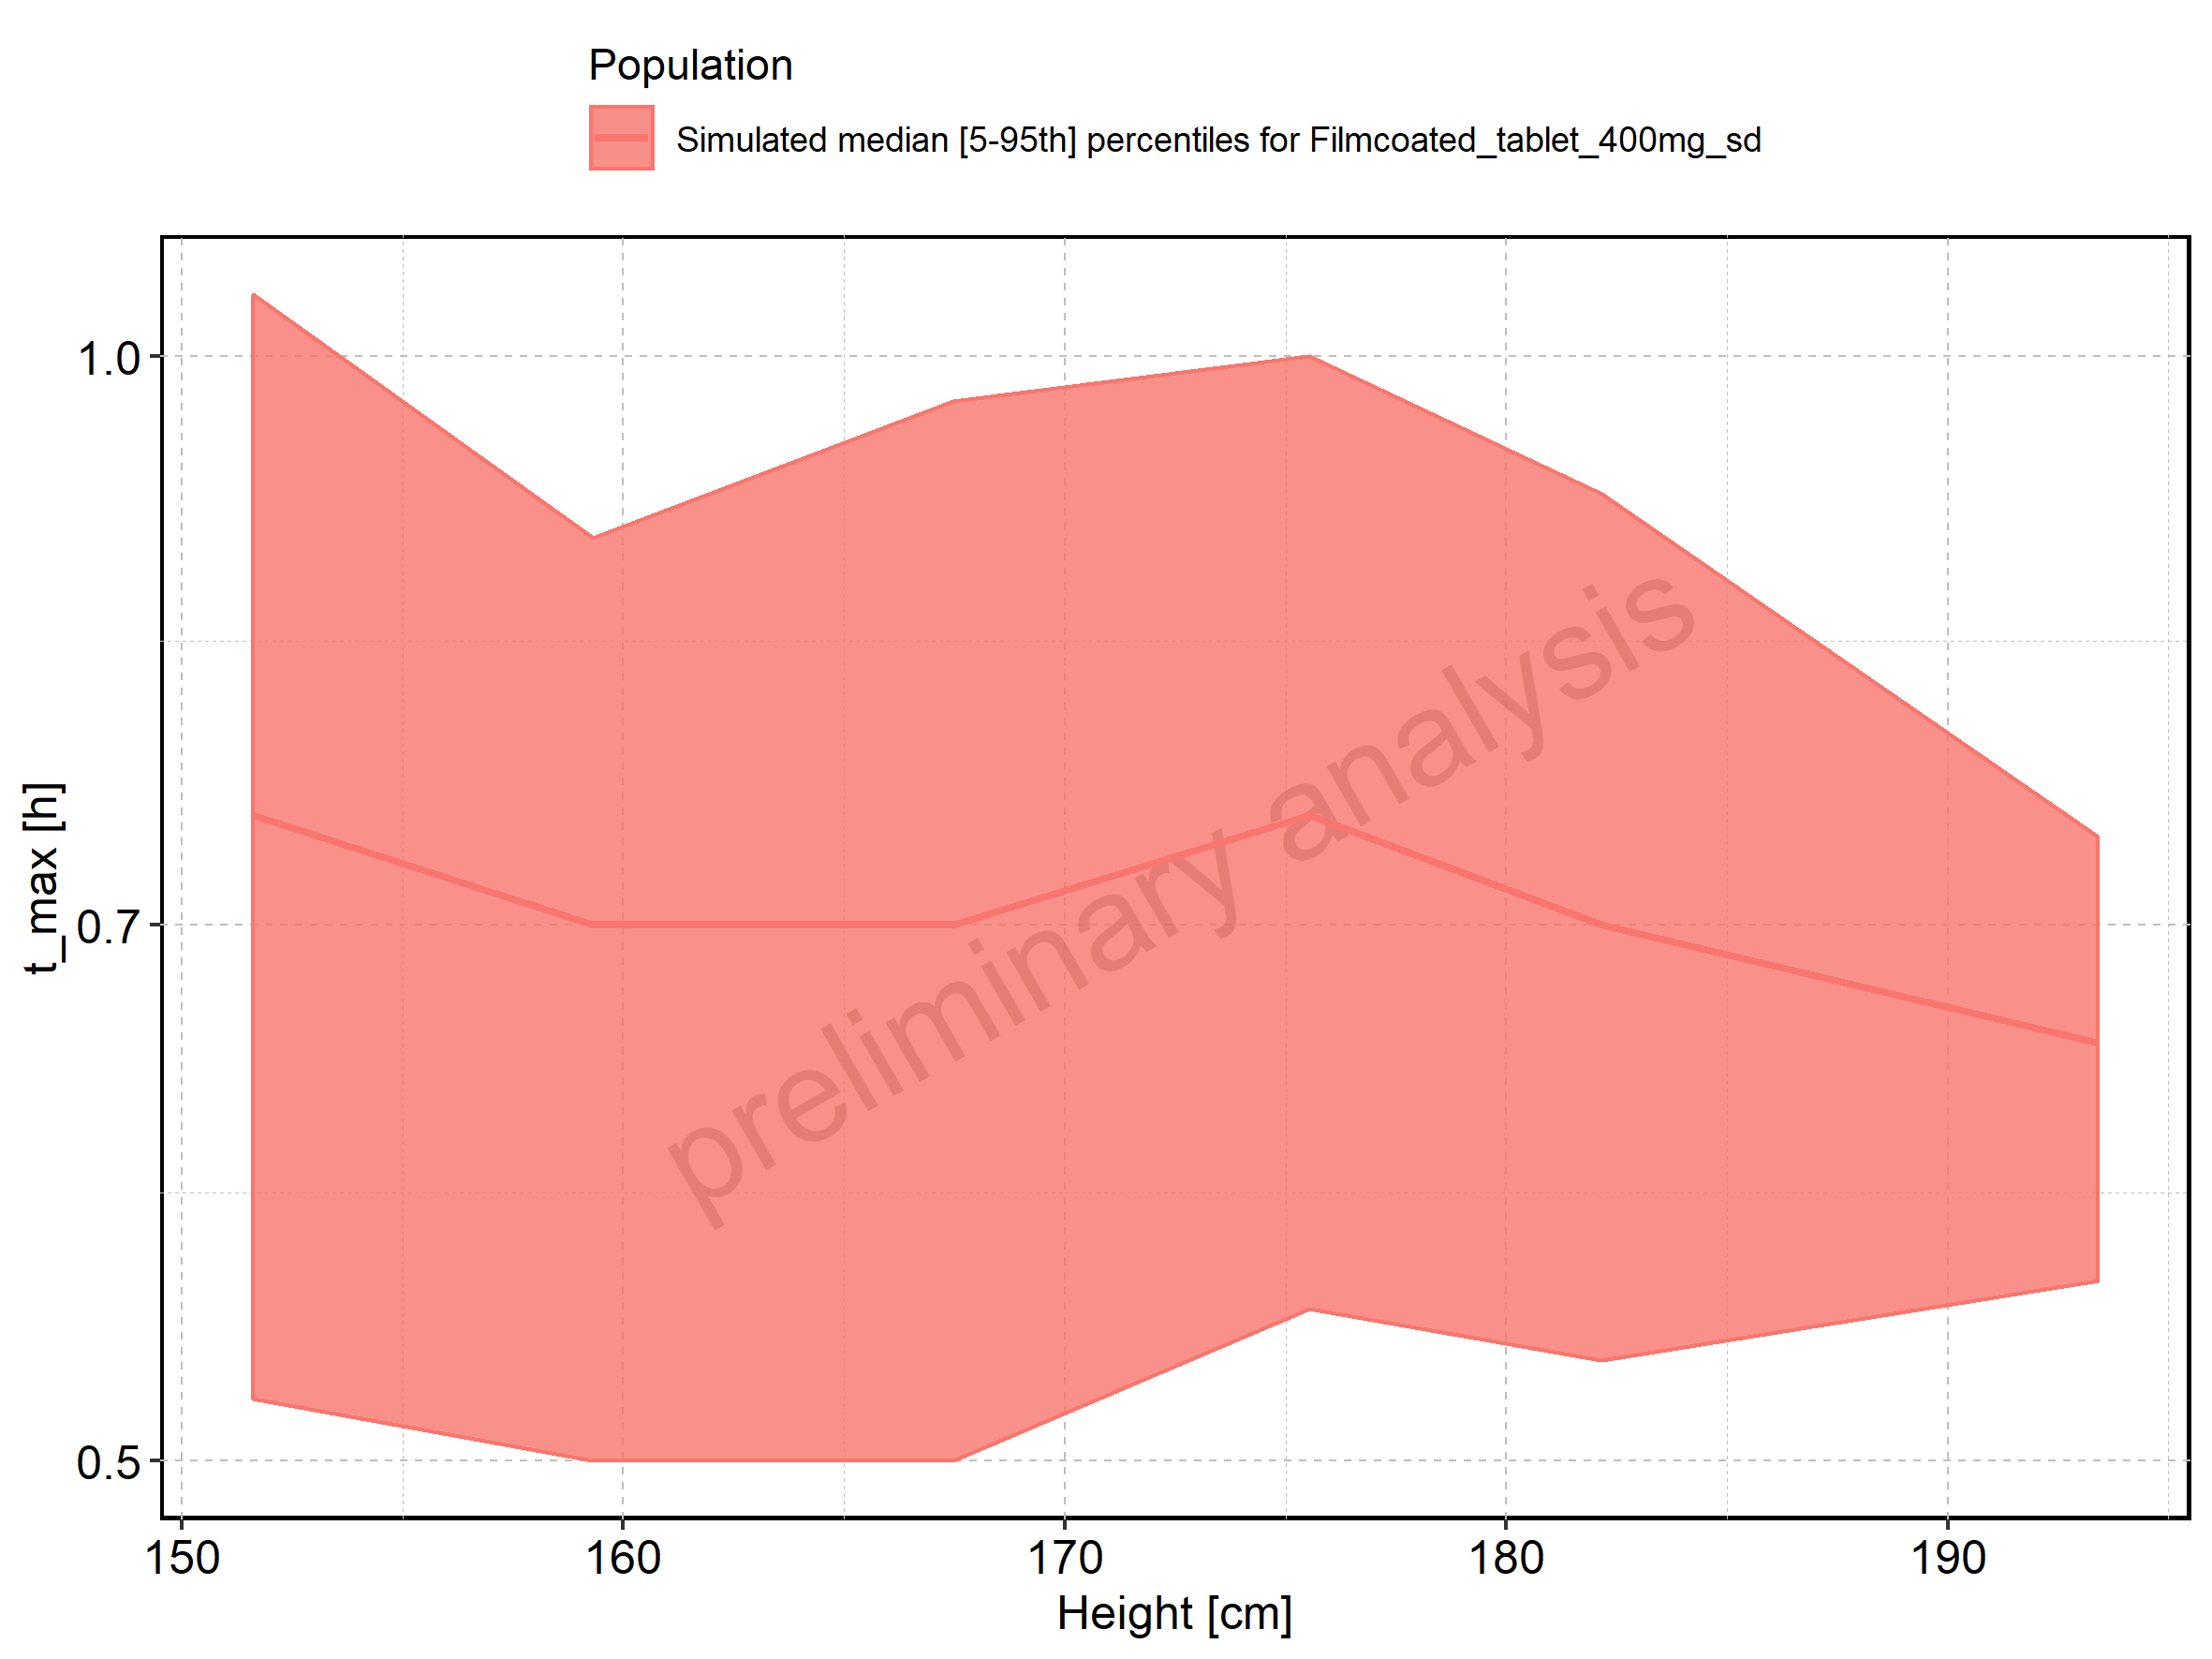 Population
Simulated median [5-95th] percentiles for Filmcoated_tablet_400mg_sd
1.0
0.7
0.5
t_max [h]
preliminary analysis
150 160 170 180 190
Height [cm]